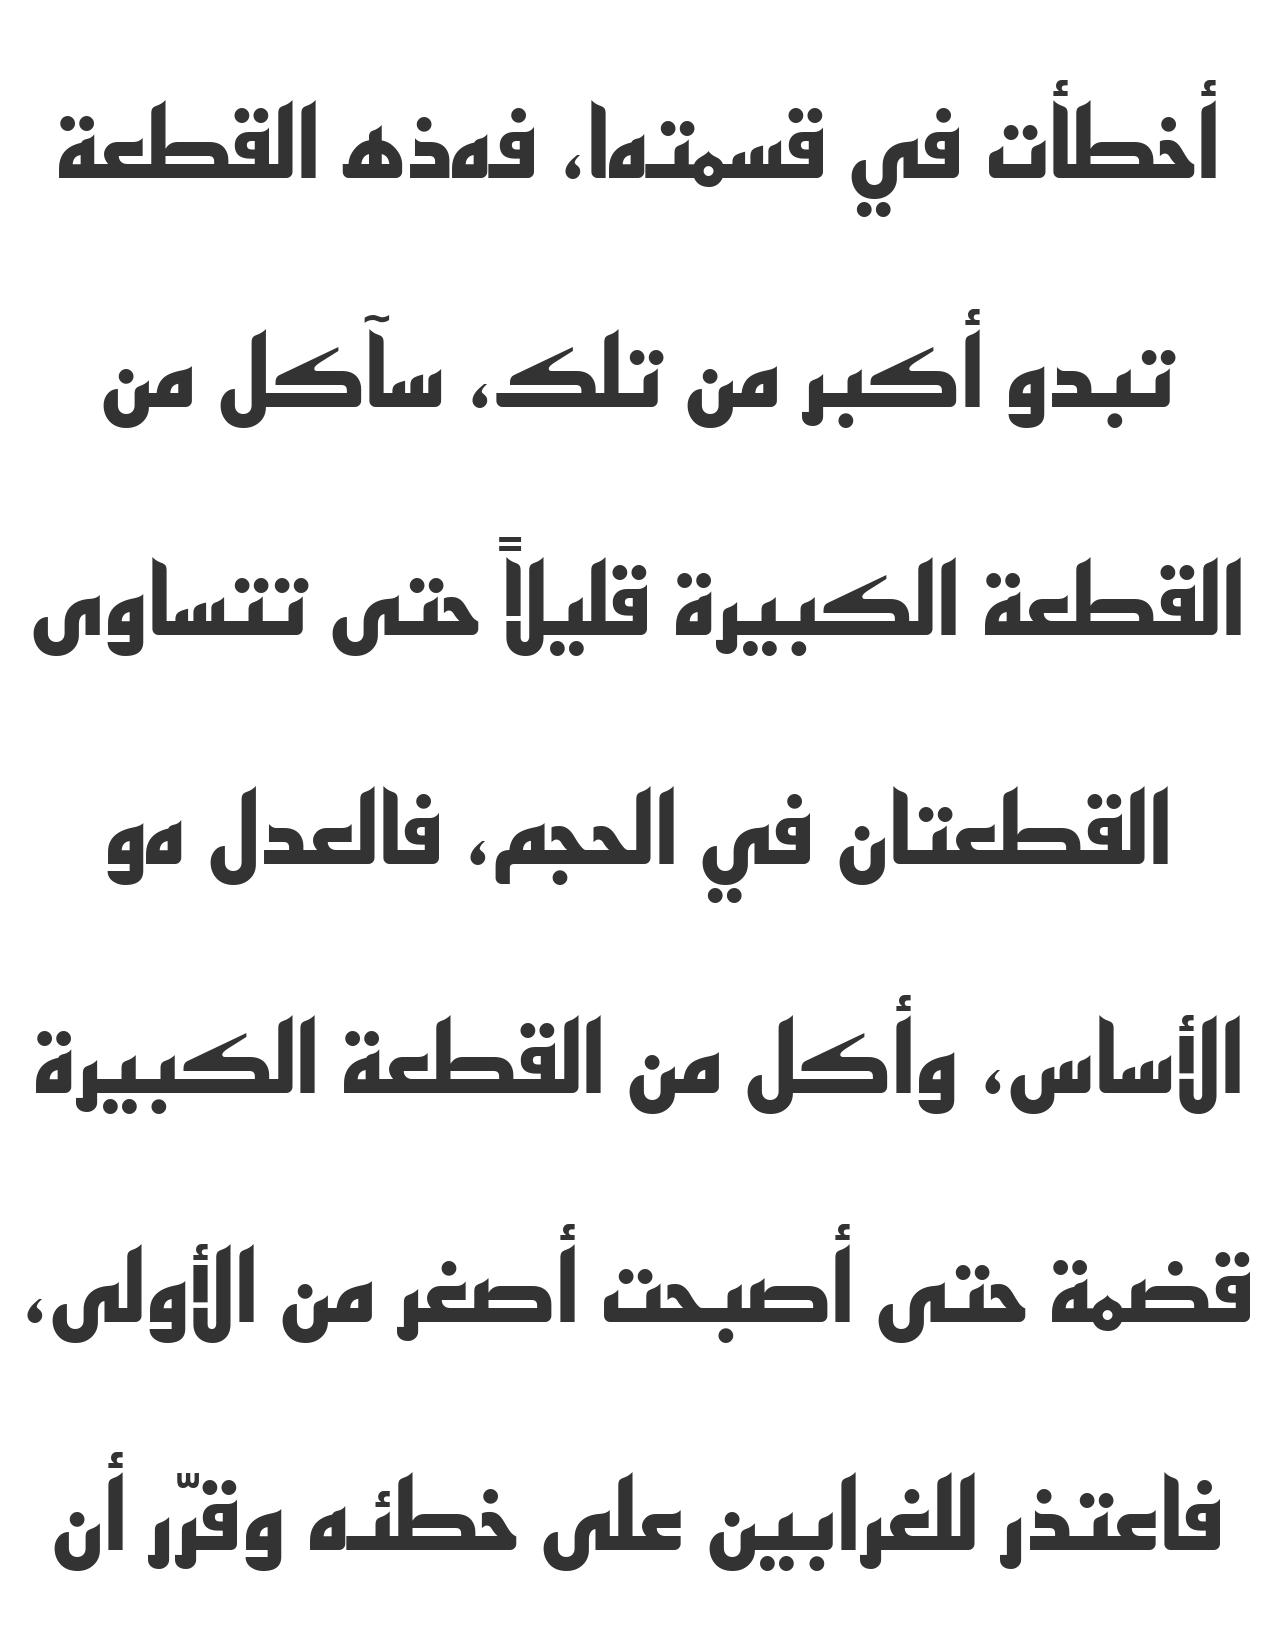 أخطأت في قسمتها، فهذه القطعة
تبدو أكبر من تلك، سآكل من
القطعة الكبيرة قليلاً حتى تتساوى
القطعتان في الحجم، فالعدل هو
الأساس، وأكل من القطعة الكبيرة
قضمة حتى أصبحت أصغر من الأولى،
فاعتذر للغرابين على خطئه وقرّر أن